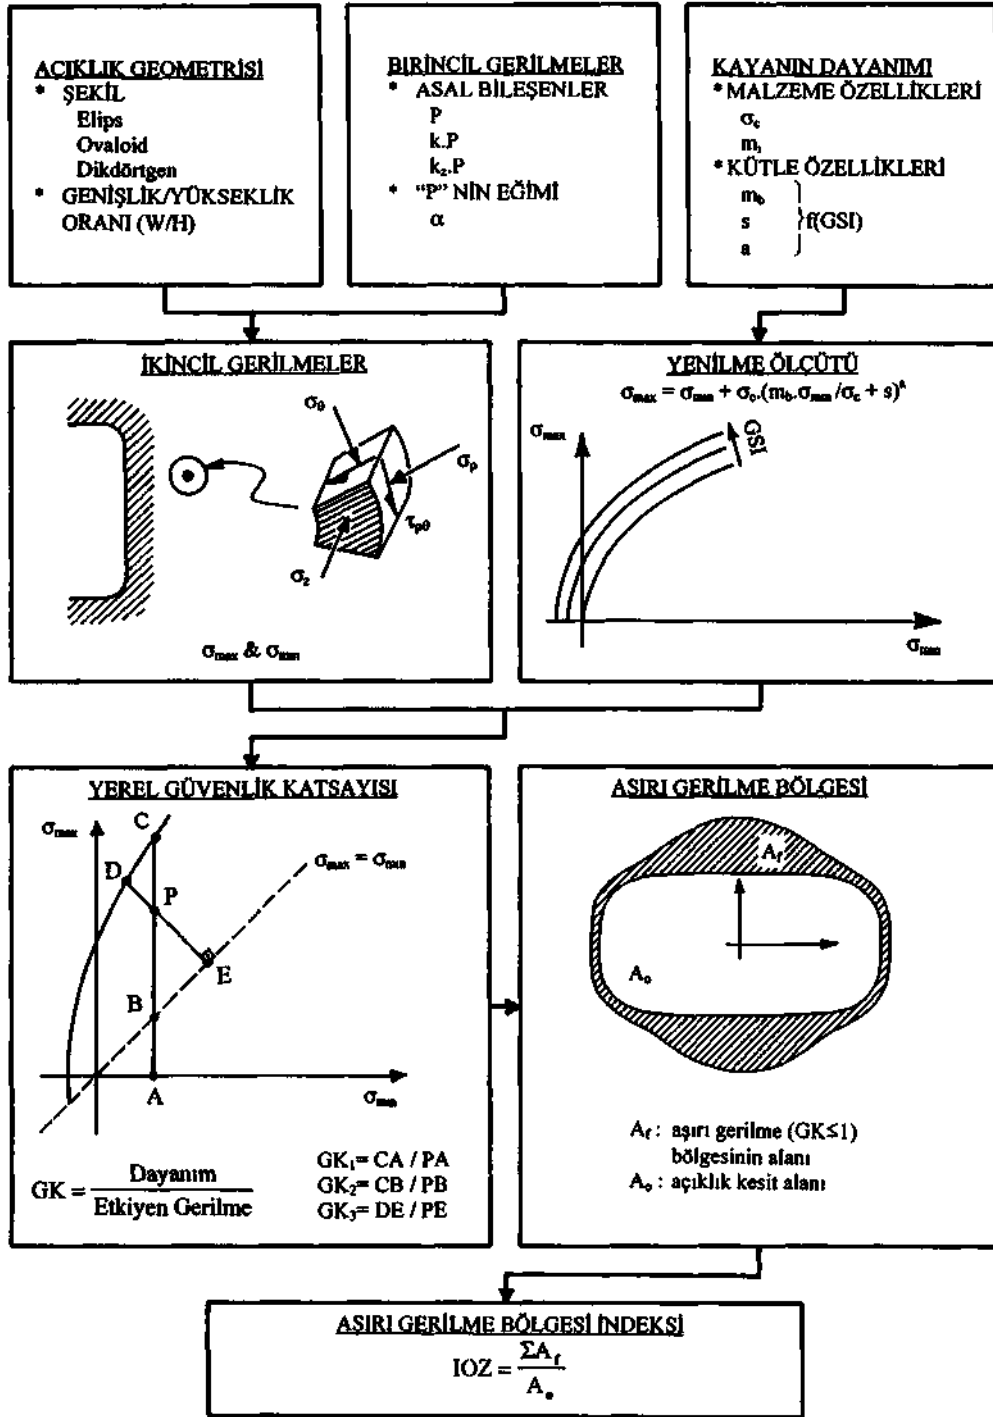 AÇIKLIK GEOMETRİSİ
* ŞEKİL
Elips
Ovaloid
Dikdörtgen
* GENİŞLİK/YÜKSEKLİK
ORANI (W/H)
BİRİNCİL GERİLMELER
* ASAL BİLEŞENLER
P
k.P
k₂.P
* "P" NİN EĞİMİ
α
KAYANIN DAYANIMI
* MALZEME ÖZELLİKLERİ
σc
mi
* KÜTLE ÖZELLİKLERİ
mb
s
a
}f(GSI)
İKİNCİL GERİLMELER
σθ
σρ
τρθ
σ₂
σmax & σmin
YENİLME ÖLÇÜTÜ
σmax = σmin + σc.(mb.σmin/σc + s)ᵃ
σmax
GSI
σmin
YEREL GÜVENLİK KATSAYISI
σmax
C
σmax = σmin
D
P
E
B
A
σmin
GK = Dayanım / Etkiyen Gerilme
GK₁= CA / PA
GK₂= CB / PB
GK₃= DE / PE
AŞIRI GERİLME BÖLGESİ
Af
Ao
Af : aşırı gerilme (GK≤1)
bölgesinin alanı
Ao : açıklık kesit alanı
AŞIRI GERİLME BÖLGESİ İNDEKSİ
IOZ = ΣAf / Ao